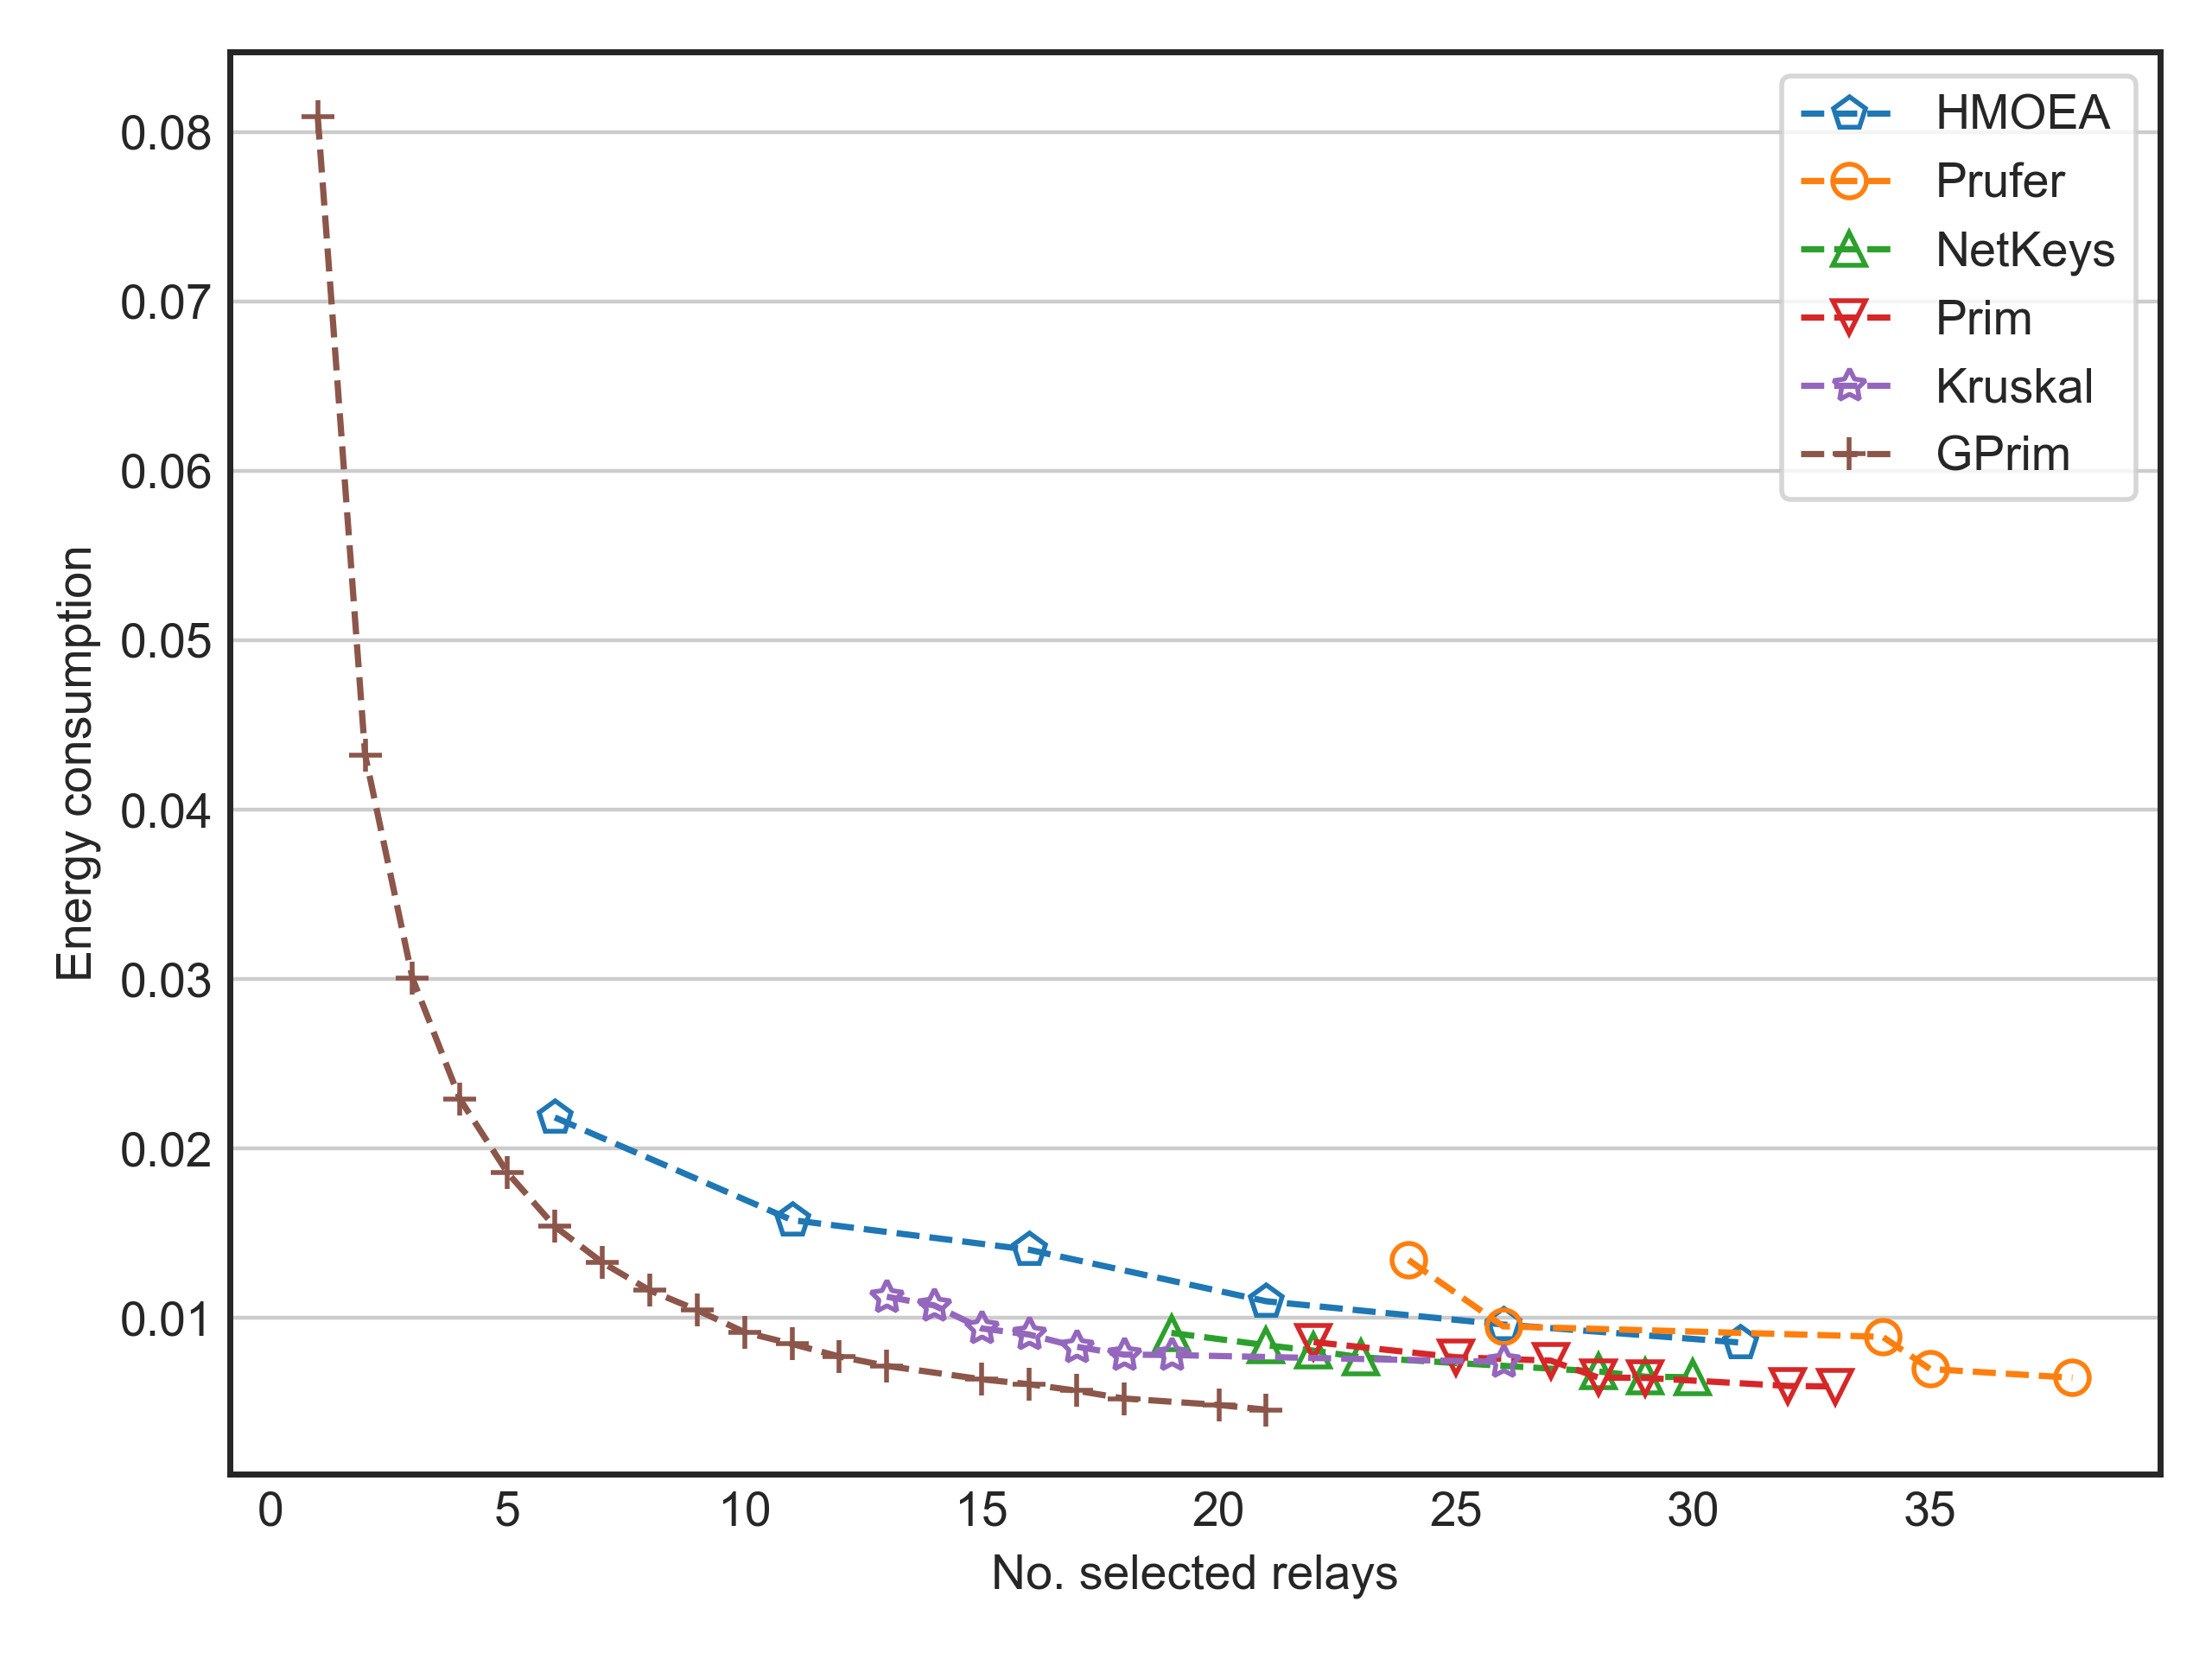 0.08
0.07
0.06
0.05
0.04
0.03
0.02
0.01
Energy consumption
HMOEA
Prufer
NetKeys
Prim
Kruskal
GPrim
0 5 10 15 20 25 30 35
No. selected relays